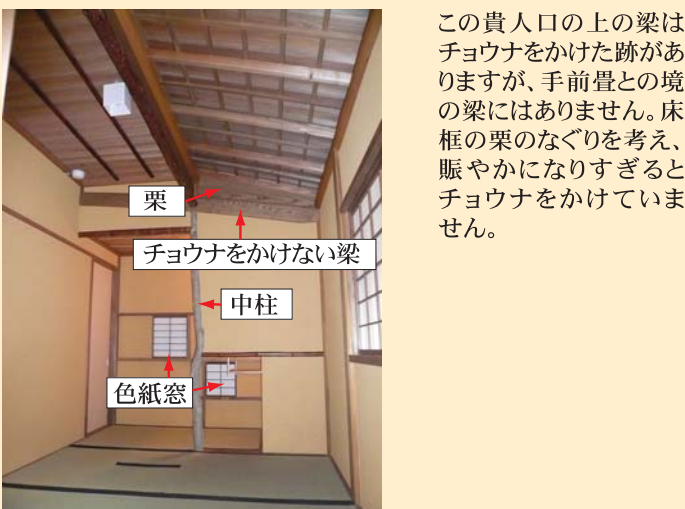 この貴人口の上の梁は
チョウナをかけた跡があ
りますが、手前畳との境
の梁にはありません。床
框の栗のなぐりを考え、
賑やかになりすぎると
チョウナをかけていま
せん。
栗
チョウナをかけない梁
中柱
色紙窓